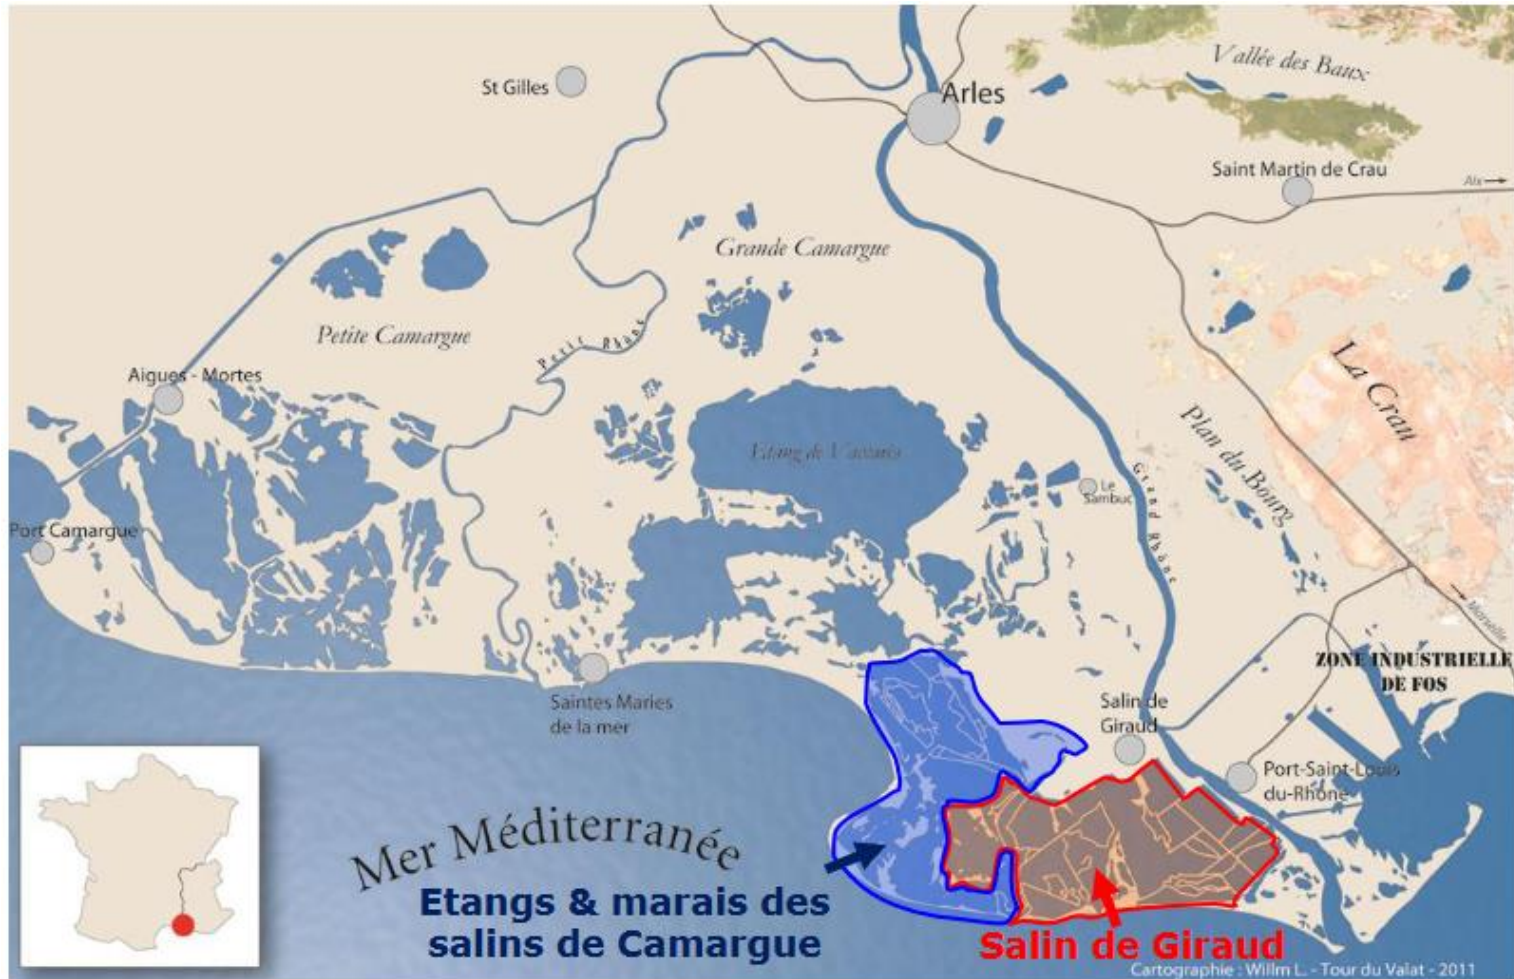 Vallée des Baux
St Gilles
Arles
Saint Martin de Crau
Aix
Grande Camargue
Petite Camargue
Petit Rhône
La Crau
Aigues - Mortes
Plan du Bourg
Etang de Vaccarès
Grand Rhône
Le
Sambuc
Port Camargue
Marseille
ZONE INDUSTRIELLE
DE FOS
Saintes Maries
de la mer
Salin de
Giraud
Port-Saint-Louis
du-Rhône
Mer Méditerranée
Etangs & marais des
salins de Camargue
Salin de Giraud
Cartographie : Willm L. - Tour du Valat - 2011